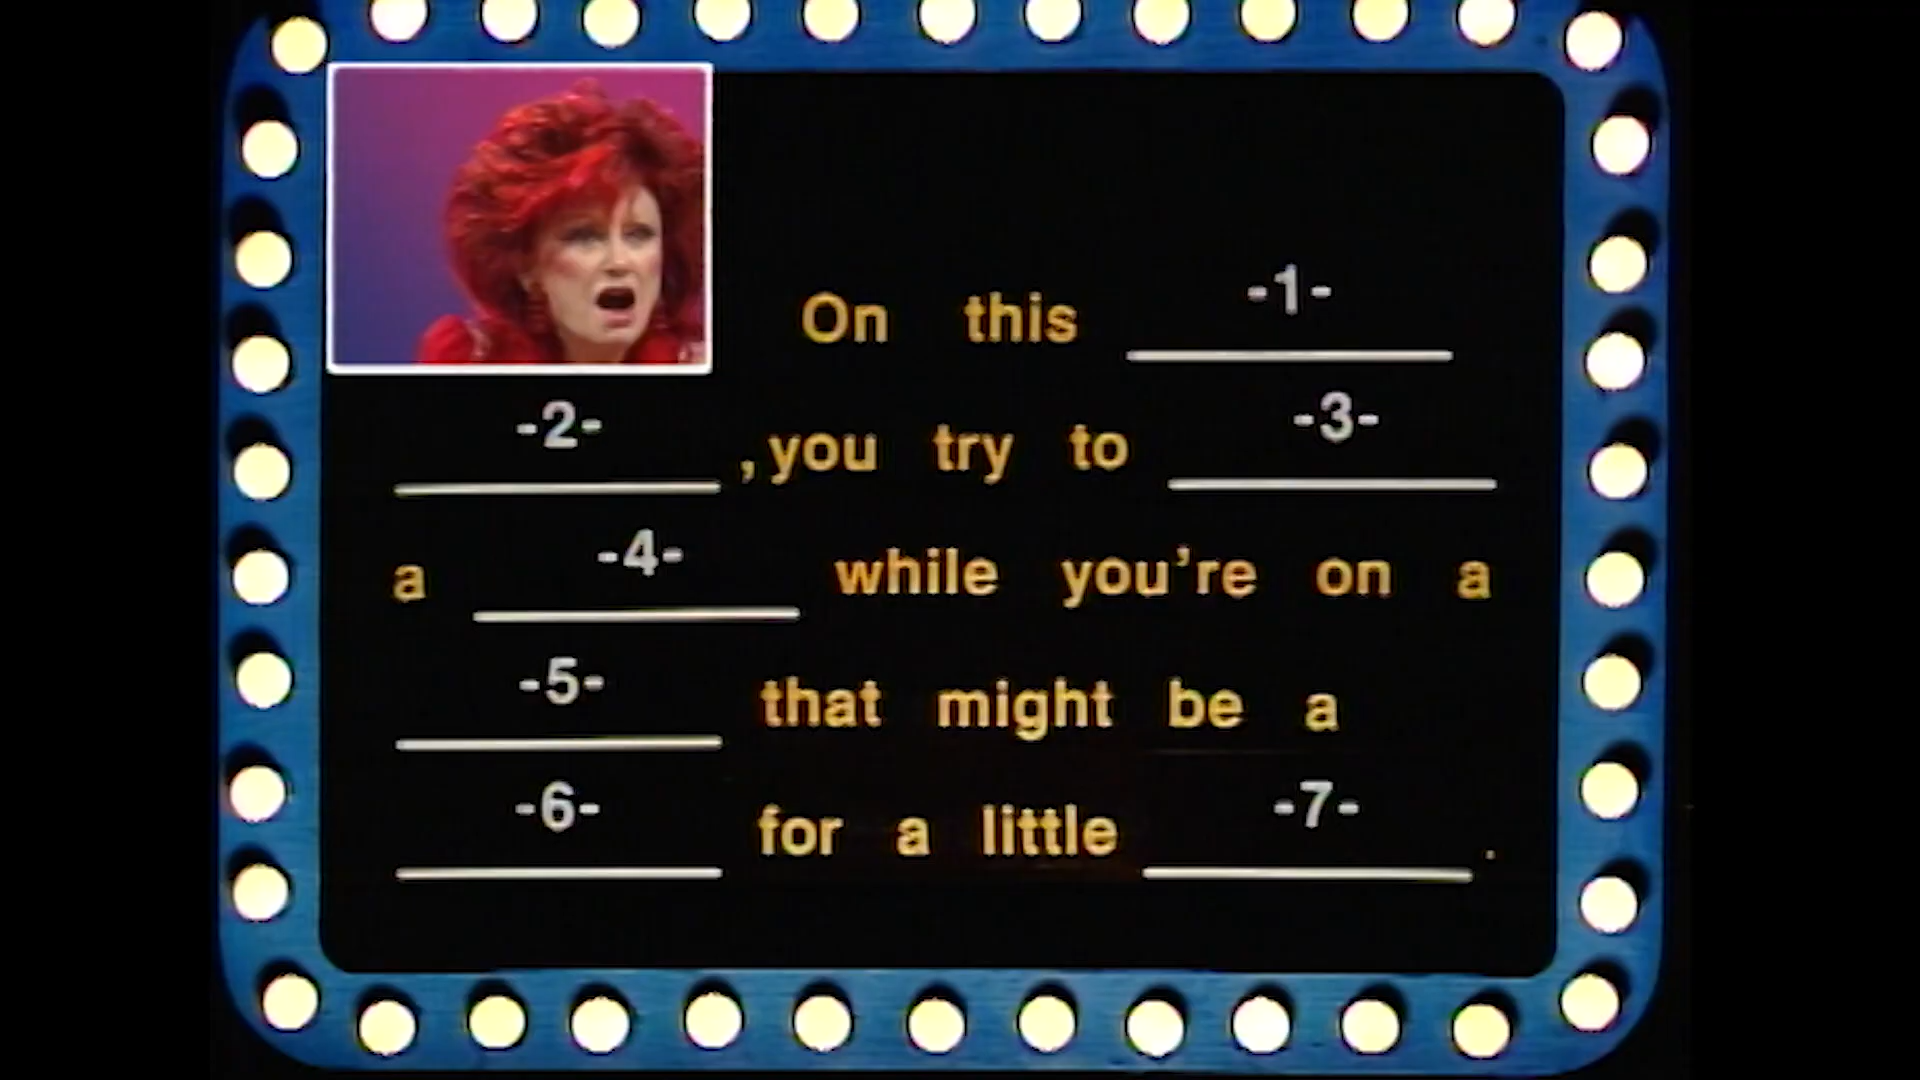 On this -1-
-2- , you try to -3-
a -4- while you're on a
-5- that might be a
-6- for a little -7- .